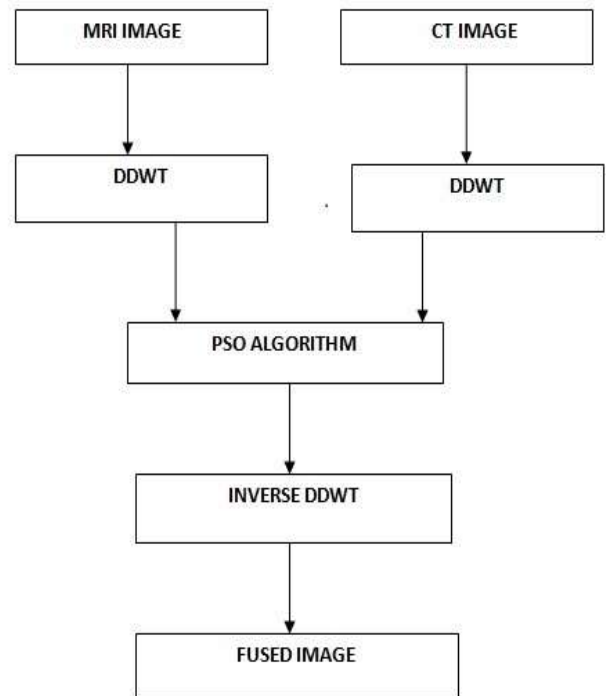 MRI IMAGE
CT IMAGE
DDWT
DDWT
PSO ALGORITHM
INVERSE DDWT
FUSED IMAGE